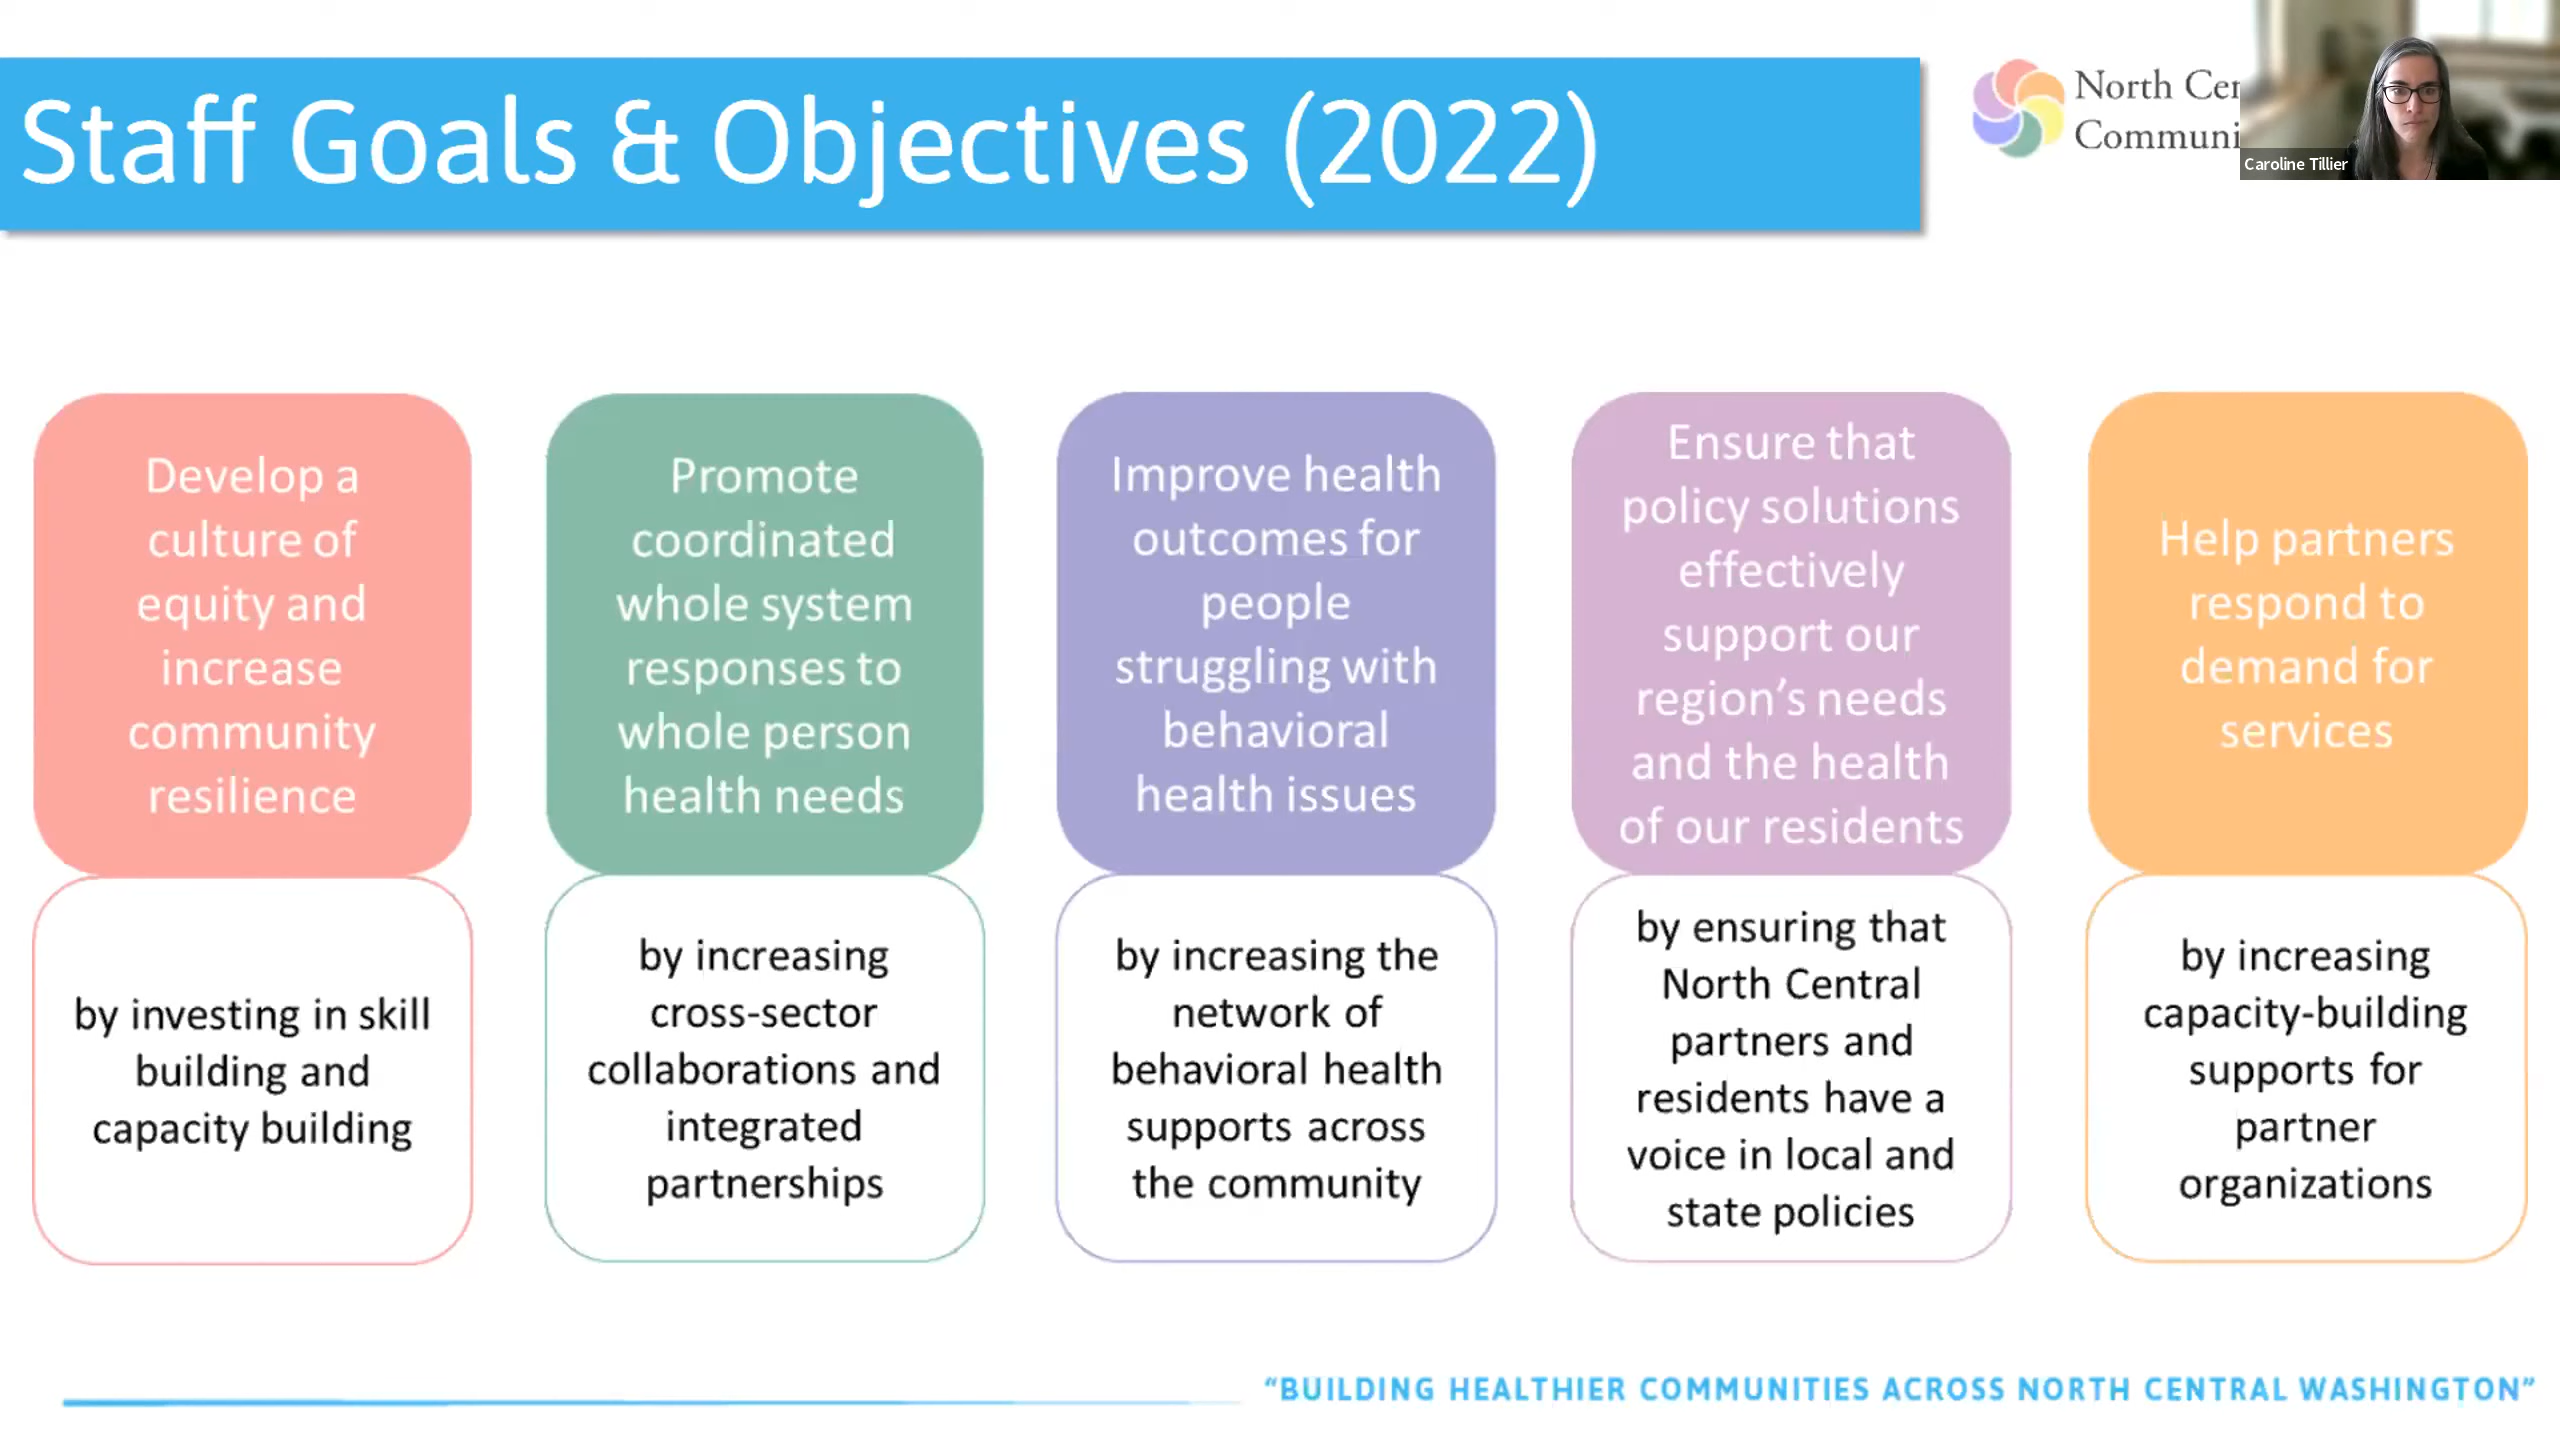 Staff Goals & Objectives (2022)
North Cen
Communi
Caroline Tillier
Develop a
culture of
equity and
increase
community
resilience
by investing in skill
building and
capacity building
Promote
coordinated
whole system
responses to
whole person
health needs
by increasing
cross-sector
collaborations and
integrated
partnerships
Improve health
outcomes for
people
struggling with
behavioral
health issues
by increasing the
network of
behavioral health
supports across
the community
Ensure that
policy solutions
effectively
support our
region’s needs
and the health
of our residents
by ensuring that
North Central
partners and
residents have a
voice in local and
state policies
Help partners
respond to
demand for
services
by increasing
capacity-building
supports for
partner
organizations
“BUILDING HEALTHIER COMMUNITIES ACROSS NORTH CENTRAL WASHINGTON”